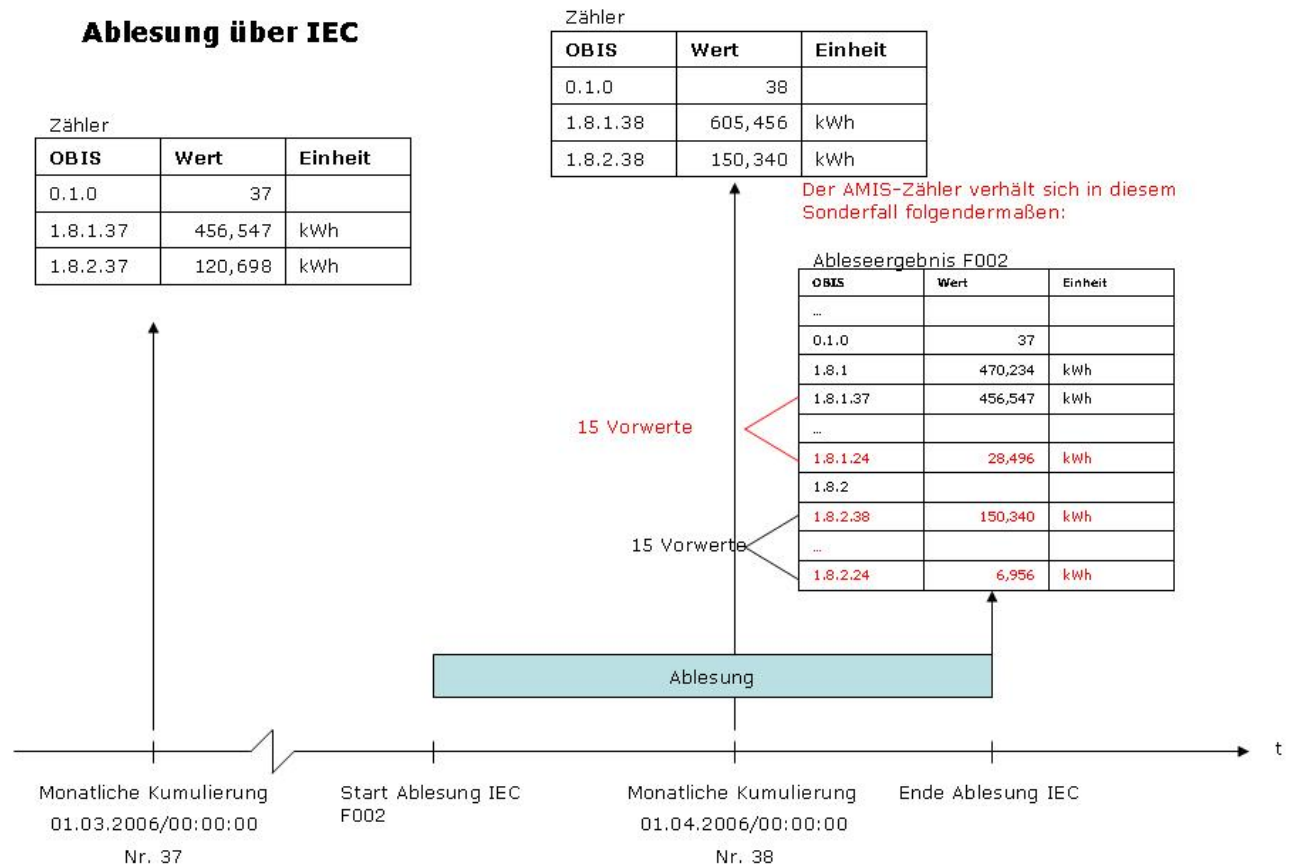 Ablesung über IEC
Zähler
OBIS Wert Einheit
0.1.0 37
1.8.1.37 456,547 kWh
1.8.2.37 120,698 kWh
Zähler
OBIS Wert Einheit
0.1.0 38
1.8.1.38 605,456 kWh
1.8.2.38 150,340 kWh
Der AMIS-Zähler verhält sich in diesem
Sonderfall folgendermaßen:
Ableseergebnis F002
OBIS Wert Einheit
...
0.1.0 37
1.8.1 470,234 kWh
1.8.1.37 456,547 kWh
...
1.8.1.24 28,496 kWh
1.8.2
1.8.2.38 150,340 kWh
...
1.8.2.24 6,956 kWh
15 Vorwerte
15 Vorwerte
Ablesung
t
Monatliche Kumulierung
01.03.2006/00:00:00
Nr. 37
Start Ablesung IEC
F002
Monatliche Kumulierung
01.04.2006/00:00:00
Nr. 38
Ende Ablesung IEC